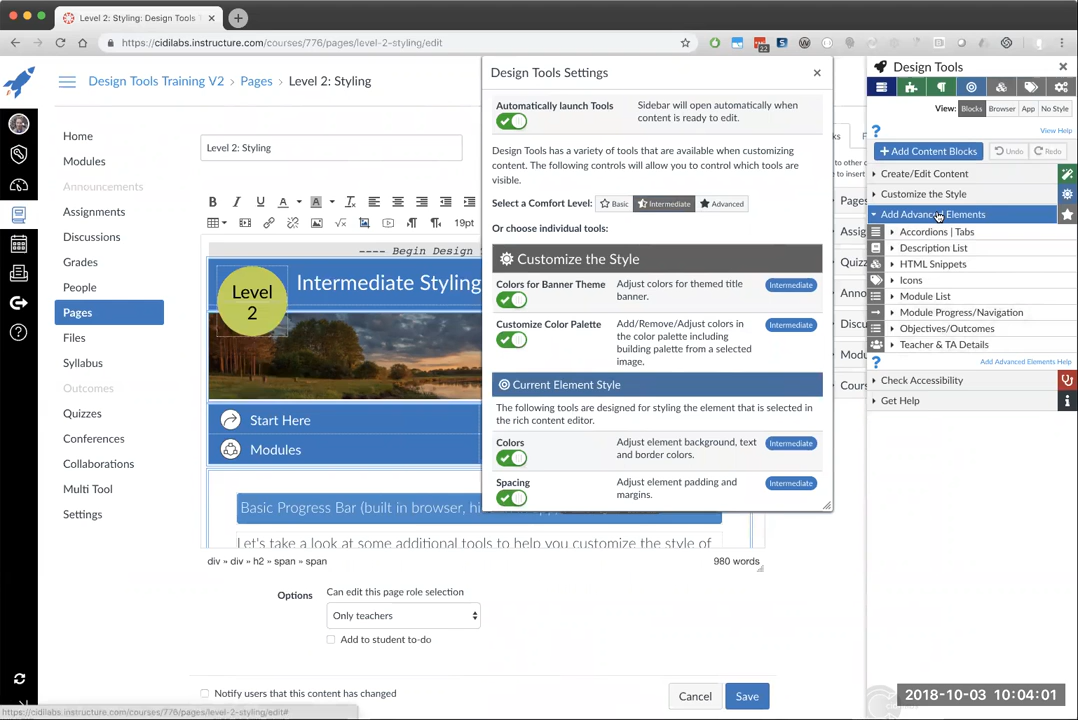 Level 2: Styling: Design Tools T
https://cidilabs.instructure.com/courses/776/pages/level-2-styling/edit
22
Design Tools Training V2 > Pages > Level 2: Styling
Home
Modules
Announcements
Assignments
Discussions
Grades
People
Pages
Files
Syllabus
Outcomes
Quizzes
Conferences
Collaborations
Multi Tool
Settings
Level 2: Styling
B I U A A
19pt
---- Begin Design
Level
2
Intermediate Styling
Start Here
Modules
Basic Progress Bar (built in browser,
Let's take a look at some additional tools to help you customize the style of
div » div » h2 » span » span
980 words
Options
Can edit this page role selection
Only teachers
Add to student to-do
Notify users that this content has changed
Cancel
Save
https://cidilabs.instructure.com/courses/776/pages/level-2-styling/edit#
Design Tools Settings
Automatically launch Tools
Sidebar will open automatically when
content is ready to edit.
Design Tools has a variety of tools that are available when customizing
content. The following controls will allow you to control which tools are
visible.
Select a Comfort Level: Basic Intermediate Advanced
Or choose individual tools:
Customize the Style
Colors for Banner Theme
Adjust colors for themed title
banner.
Intermediate
Customize Color Palette
Add/Remove/Adjust colors in
the color palette including
building palette from a selected
image.
Intermediate
Current Element Style
The following tools are designed for styling the element that is selected in
the rich content editor.
Colors
Adjust element background, text
and border colors.
Intermediate
Spacing
Adjust element padding and
margins.
Intermediate
to other
to insert
Pages
Assig
Quizz
Anno
Discu
Modu
Cours
Design Tools
View: Blocks Browser App No Style
View Help
+ Add Content Blocks
Undo
Redo
Create/Edit Content
Customize the Style
Add Advanced Elements
Accordions | Tabs
Description List
HTML Snippets
Icons
Module List
Module Progress/Navigation
Objectives/Outcomes
Teacher & TA Details
Add Advanced Elements Help
Check Accessibility
Get Help
2018-10-03 10:04:01